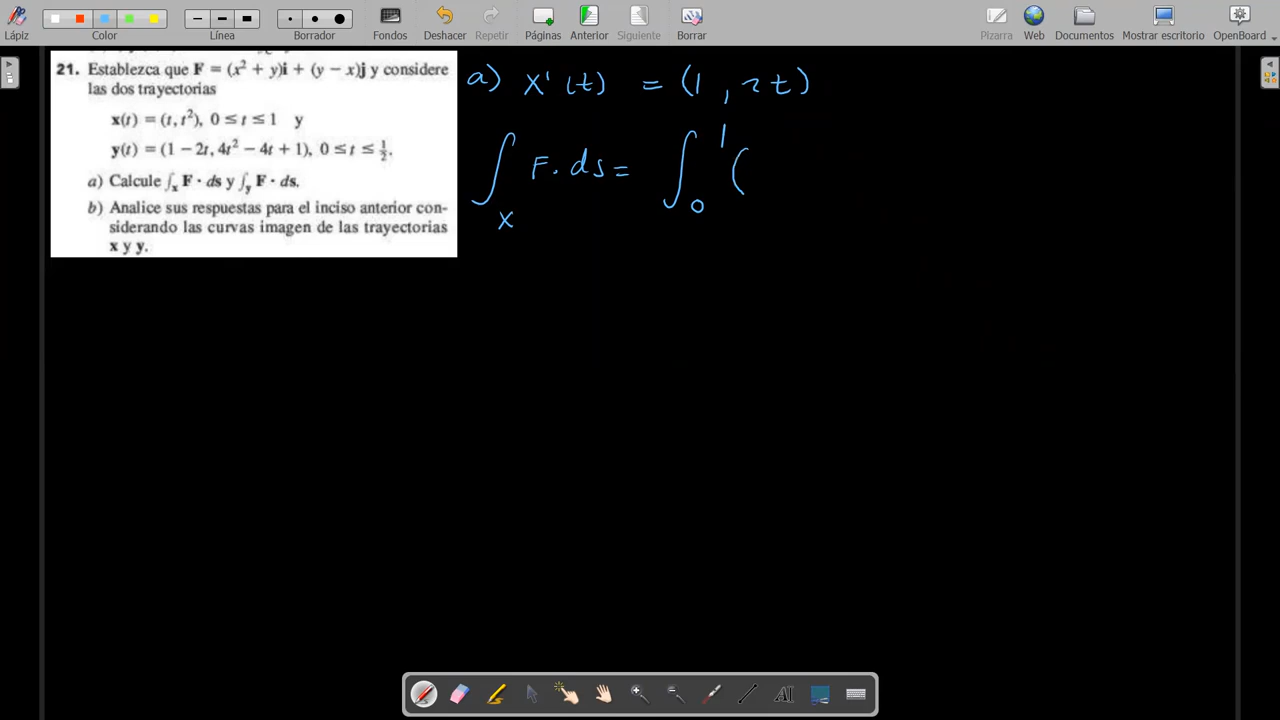 Lápiz
Color
Línea
Borrador
Fondos
Deshacer
Repetir
Páginas
Anterior
Siguiente
Borrar
Pizarra
Web
Documentos
Mostrar escritorio
OpenBoard
21. Establezca que F = (x² + y)i + (y − x)j y considere
las dos trayectorias
x(t) = (t, t²), 0 ≤ t ≤ 1 y
y(t) = (1 − 2t, 4t² − 4t + 1), 0 ≤ t ≤ ½.
a) Calcule ∫ₓ F · ds y ∫ᵧ F · ds.
b) Analice sus respuestas para el inciso anterior con-
siderando las curvas imagen de las trayectorias
x y y.
a) X'(t) = (1, 2t)
∫_X F. ds = ∫_0^1 (
AI